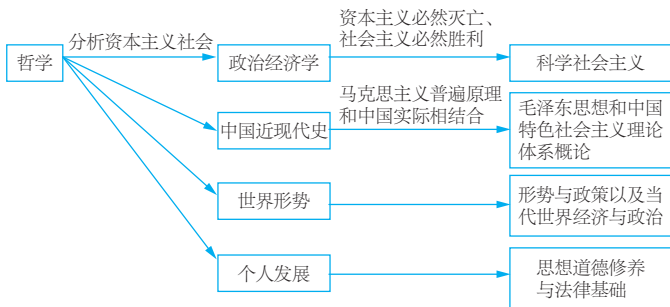 资本主义必然灭亡、
分析资本主义社会
社会主义必然胜利
哲学
政治经济学
科学社会主义
马克思主义普遍原理
和中国实际相结合
中国近现代史
毛泽东思想和中国
特色社会主义理论
体系概论
世界形势
形势与政策以及当
代世界经济与政治
个人发展
思想道德修养
与法律基础